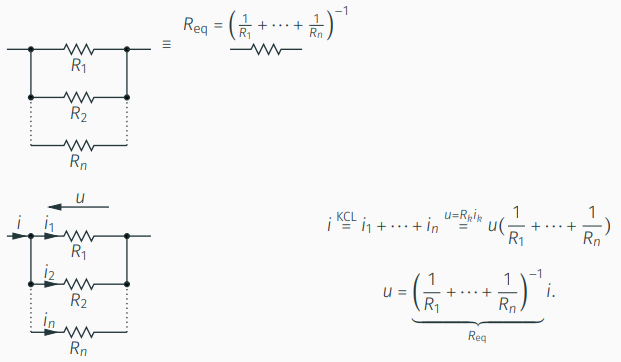 R_eq = (1/R_1 + ··· + 1/R_n)^−1
≡
R_1
R_2
R_n
u
i
i_1
R_1
i_2
R_2
i_n
R_n
i =^KCL i_1 + ··· + i_n =^{u=R_k i_k} u(1/R_1 + ··· + 1/R_n)
u = (1/R_1 + ··· + 1/R_n)^−1 i.
R_eq